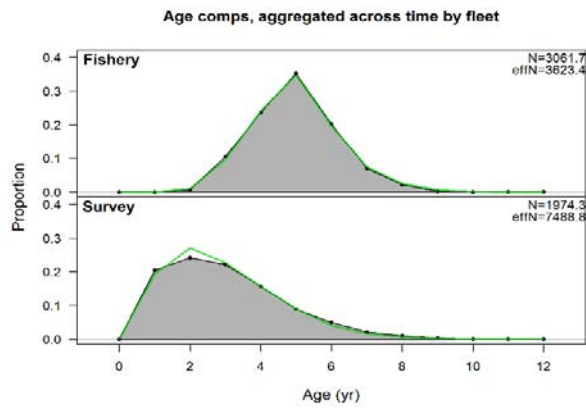 Age comps, aggregated across time by fleet
Fishery
N=3061.7
effN=3623.4
0.4
0.3
0.2
0.1
0.0
Survey
N=1974.3
effN=7488.8
0.4
0.3
0.2
0.1
0.0
Proportion
0 2 4 6 8 10 12
Age (yr)